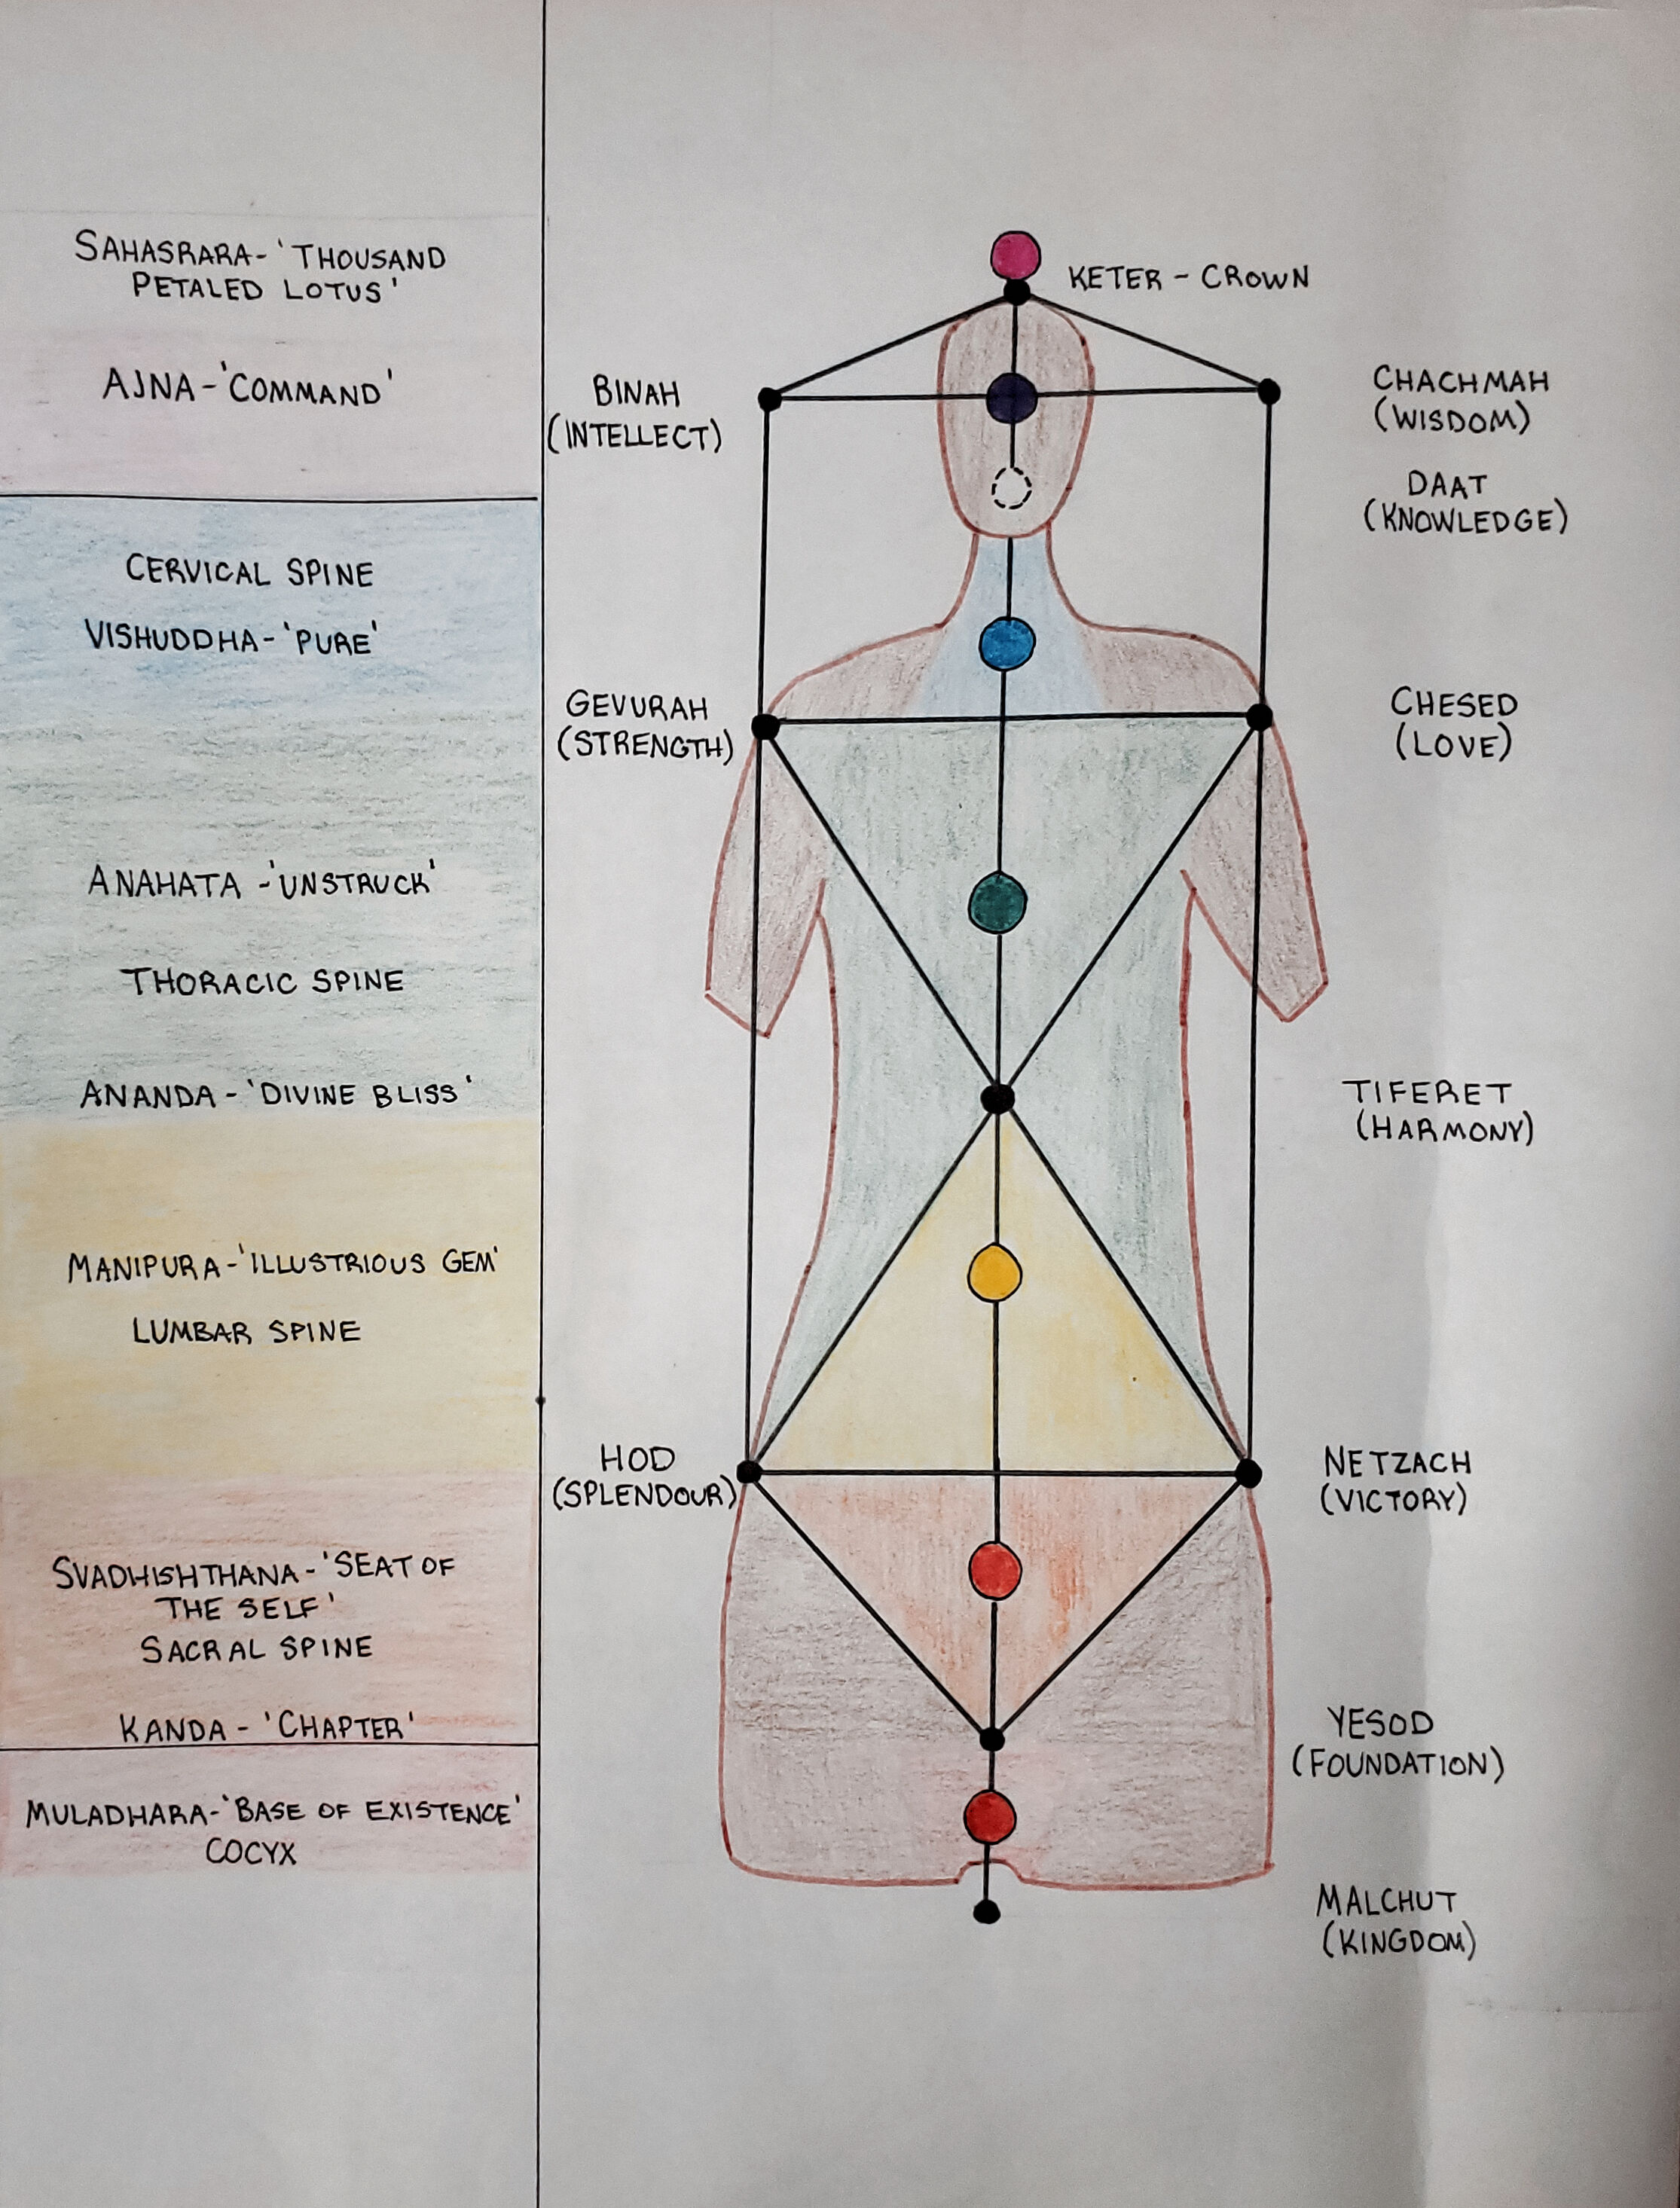 SAHASRARA- 'THOUSAND
PETALED LOTUS'
AJNA-'COMMAND'
CERVICAL SPINE
VISHUDDHA-'PURE'
ANAHATA -'UNSTRUCK'
THORACIC SPINE
ANANDA - 'DIVINE BLISS'
MANIPURA-'ILLUSTRIOUS GEM'
LUMBAR SPINE
SVADHISHTHANA-'SEAT OF
THE SELF'
SACRAL SPINE
KANDA - 'CHAPTER'
MULADHARA-'BASE OF EXISTENCE'
COCYX
KETER - CROWN
BINAH
(INTELLECT)
CHACHMAH
(WISDOM)
DAAT
(KNOWLEDGE)
GEVURAH
(STRENGTH)
CHESED
(LOVE)
TIFERET
(HARMONY)
HOD
(SPLENDOUR)
NETZACH
(VICTORY)
YESOD
(FOUNDATION)
MALCHUT
(KINGDOM)